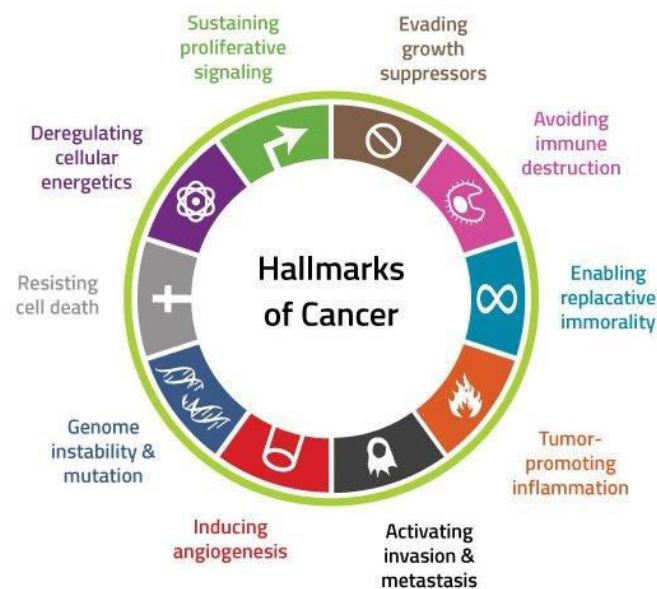 Sustaining
proliferative
signaling
Evading
growth
suppressors
Avoiding
immune
destruction
Enabling
replacative
immorality
Tumor-
promoting
inflammation
Activating
invasion &
metastasis
Inducing
angiogenesis
Genome
instability &
mutation
Resisting
cell death
Deregulating
cellular
energetics
Hallmarks
of Cancer